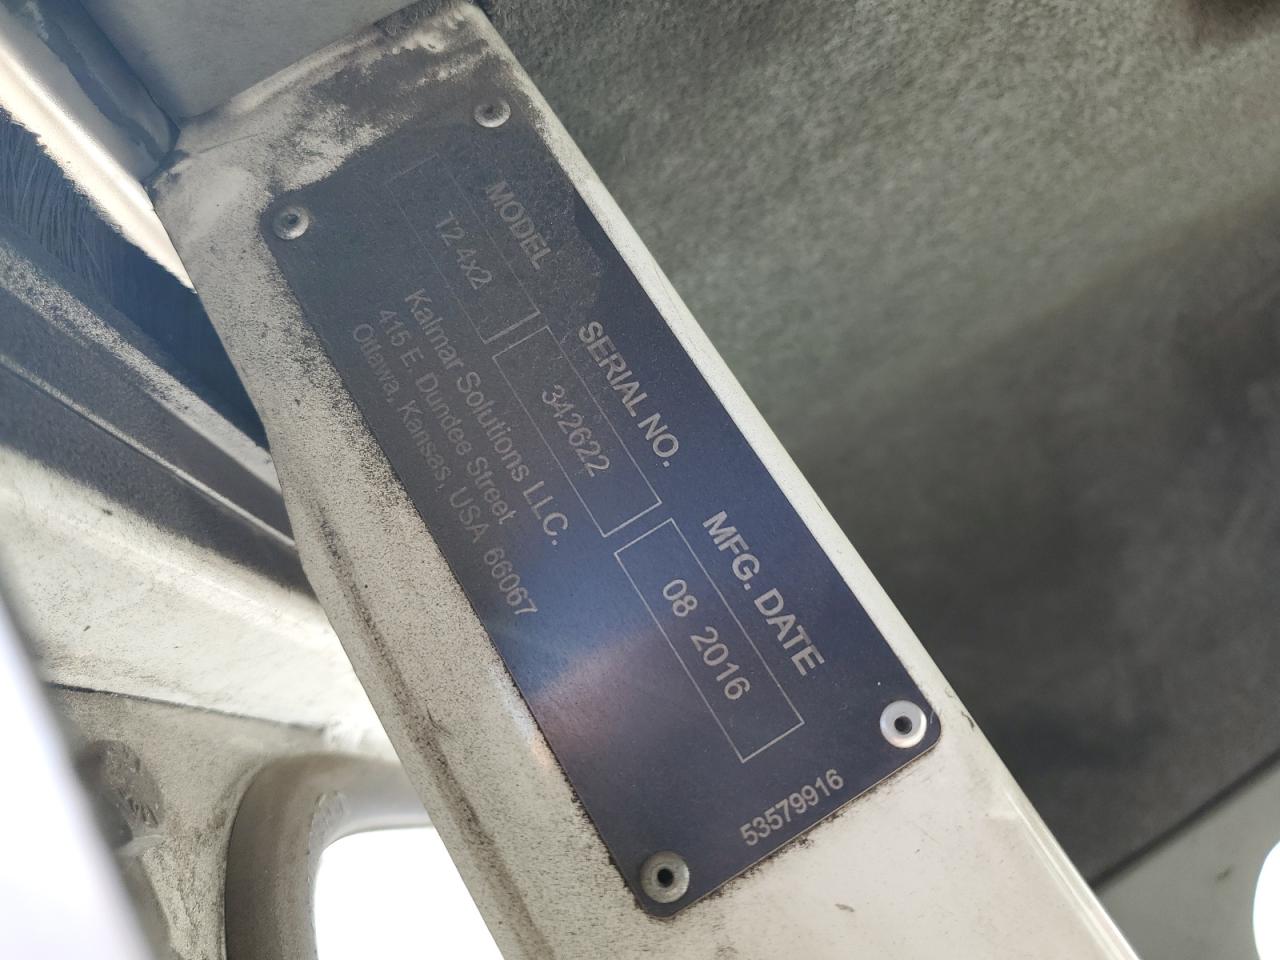 MODEL SERIAL NO. MFG. DATE
T2 4x2 342622 08 2016
Kalmar Solutions LLC.
415 E. Dundee Street
Ottawa, Kansas, USA 66067
53579916